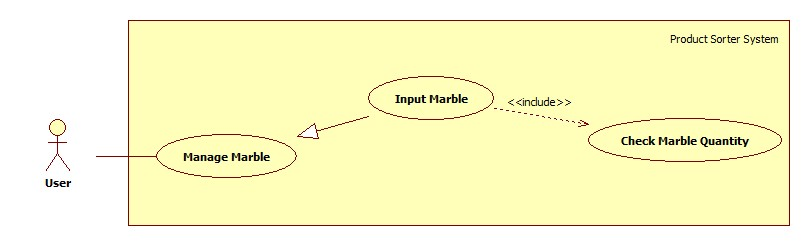 Product Sorter System
Input Marble
<<include>>
Check Marble Quantity
Manage Marble
User